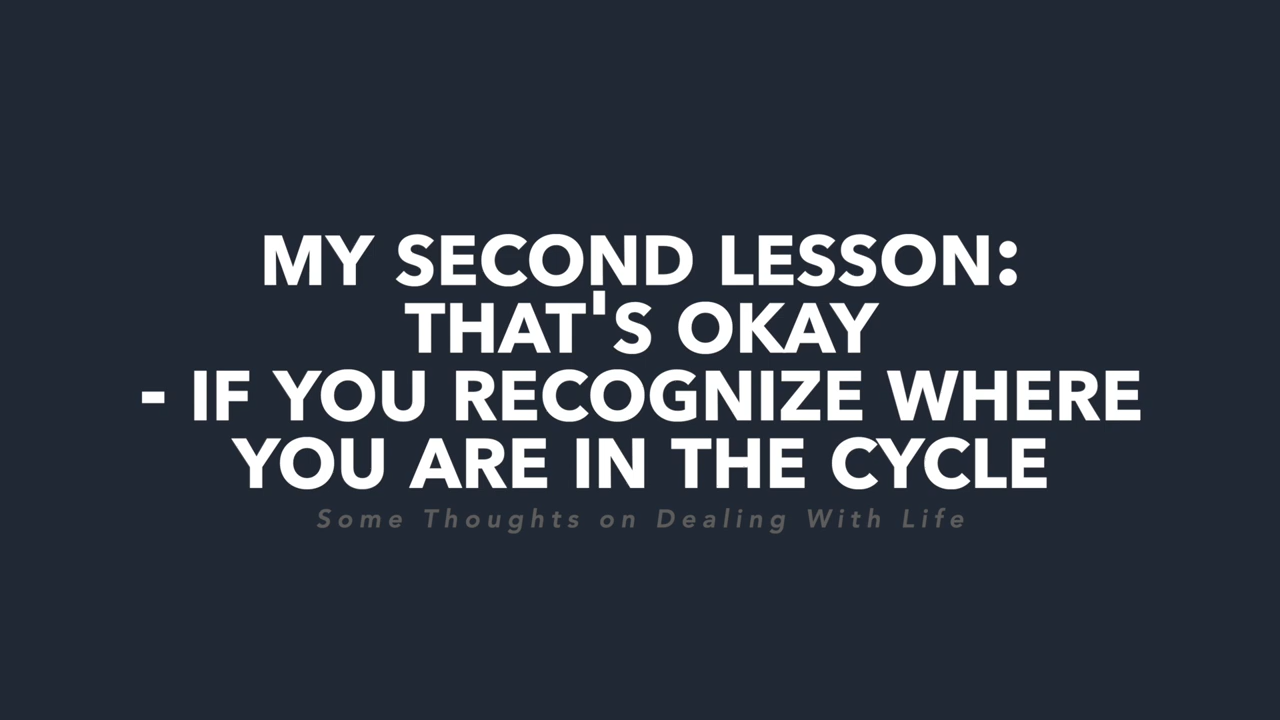 MY SECOND LESSON:
THAT'S OKAY
- IF YOU RECOGNIZE WHERE
YOU ARE IN THE CYCLE
Some Thoughts on Dealing With Life